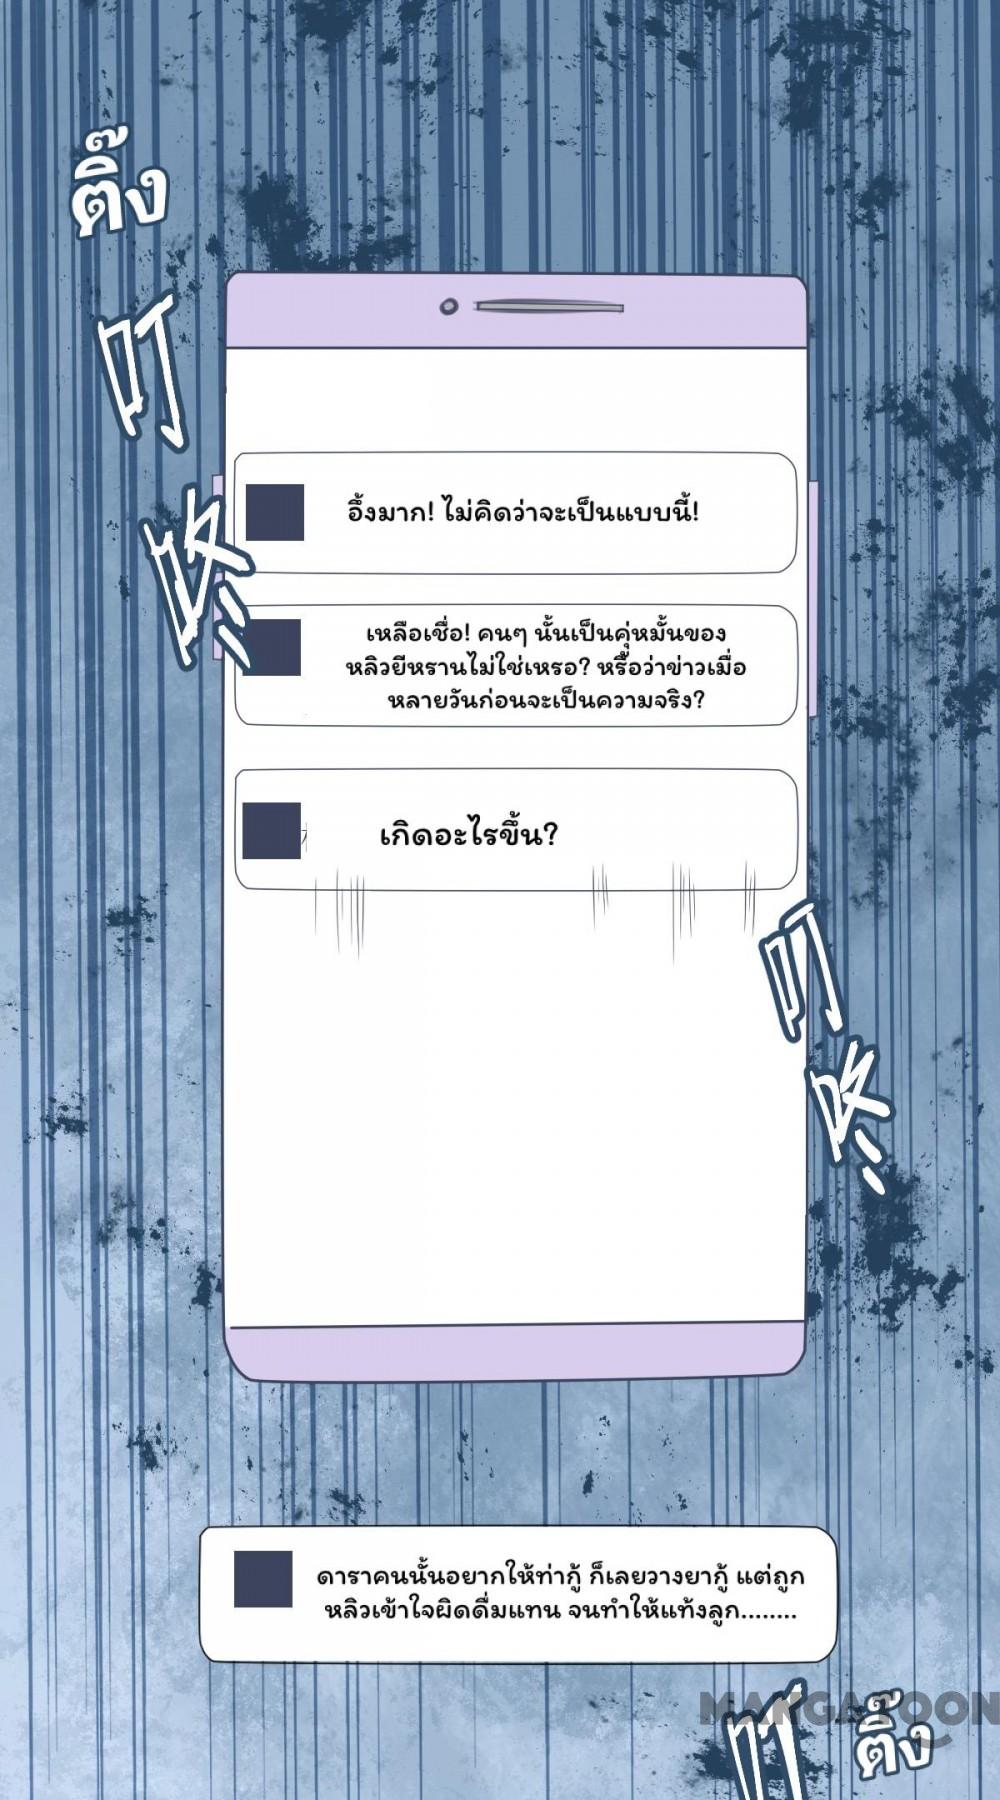 ติ๊ง
叮
咚
อึ้งมาก! ไม่คิดว่าจะเป็นแบบนี้!
เหลือเชื่อ! คนๆ นั้นเป็นคู่หมั้นของ
หลิวยีหรานไม่ใช่เหรอ? หรือว่าข่าวเมื่อ
หลายวันก่อนจะเป็นความจริง?
เกิดอะไรขึ้น?
叮
咚
ดาราคนนั้นอยากให้ท่ากู้ ก็เลยวางยากู้ แต่ถูก
หลิวเข้าใจผิดดื่มแทน จนทำให้แท้งลูก........
MANGATOON
叮
ติ๊ง